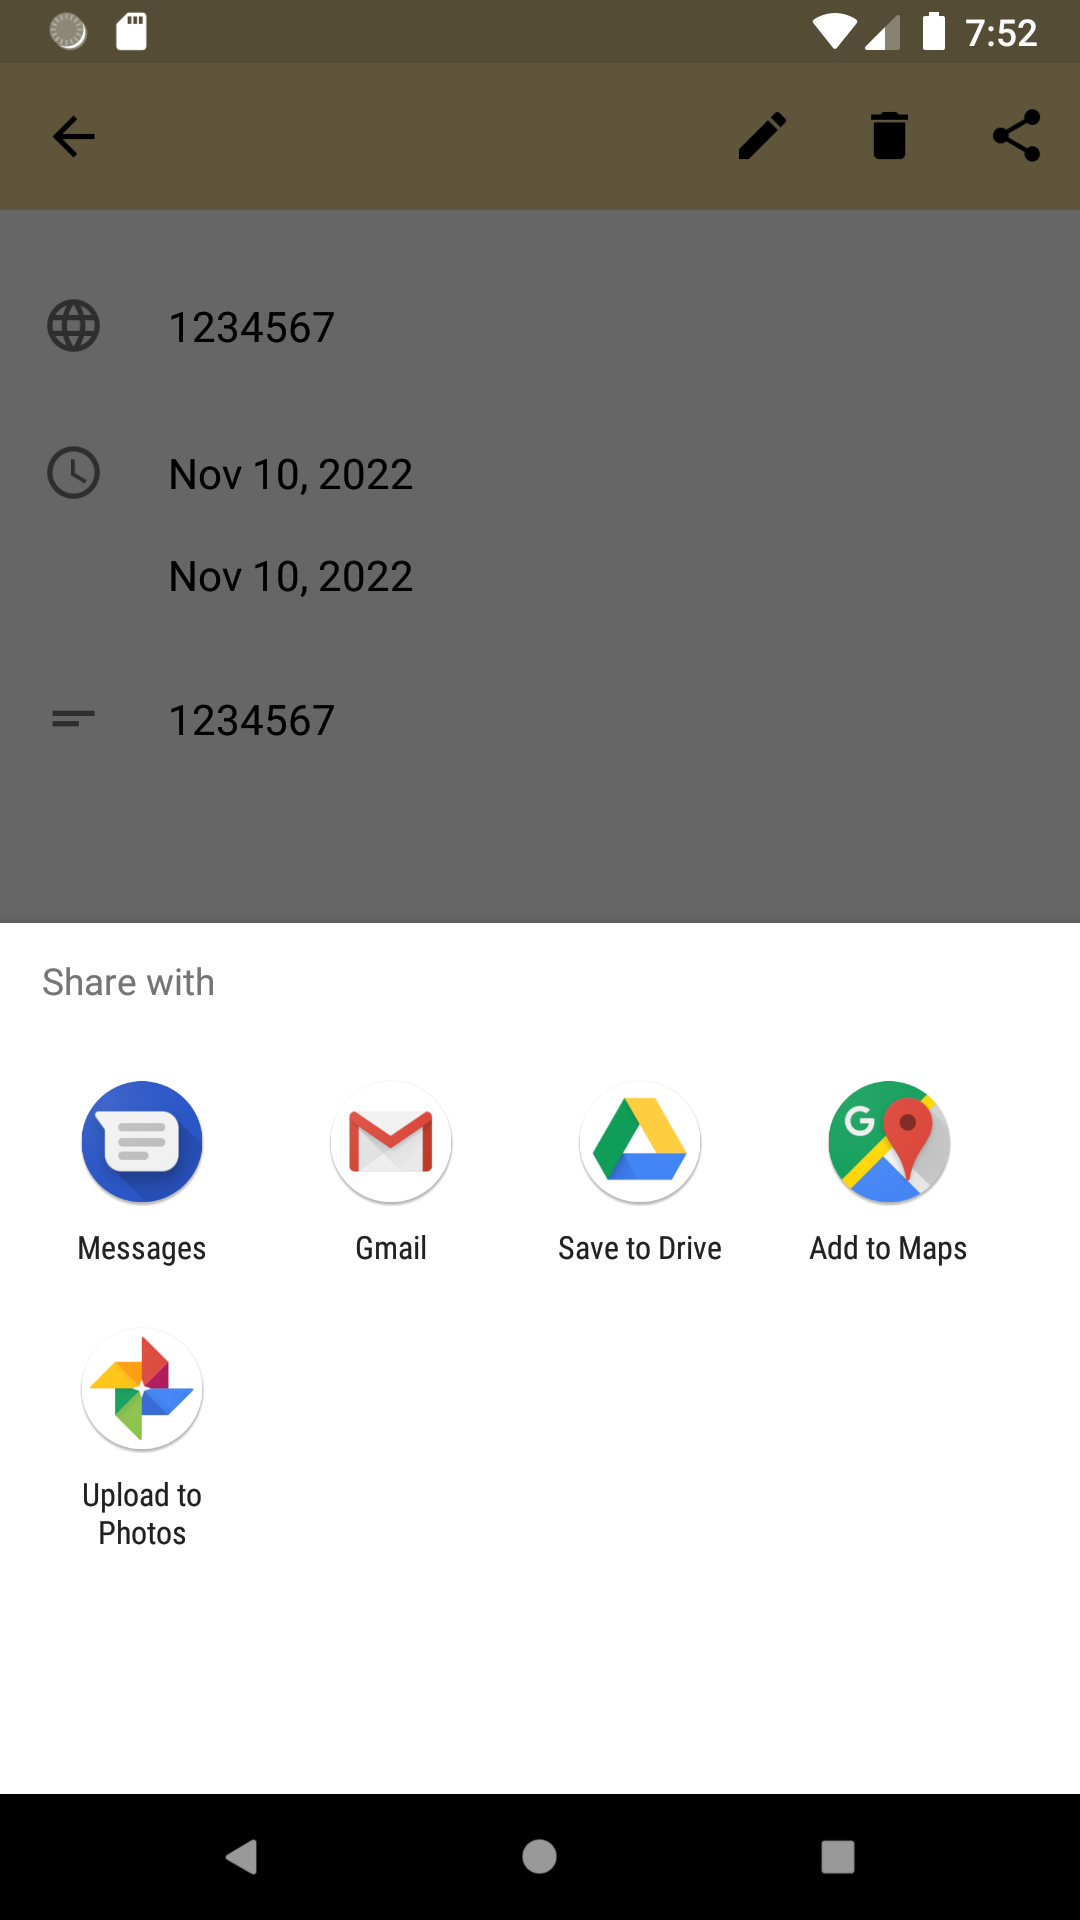 7:52
1234567
Nov 10, 2022
Nov 10, 2022
1234567
Share with
Messages
Gmail
Save to Drive
G
Add to Maps
Upload to
Photos